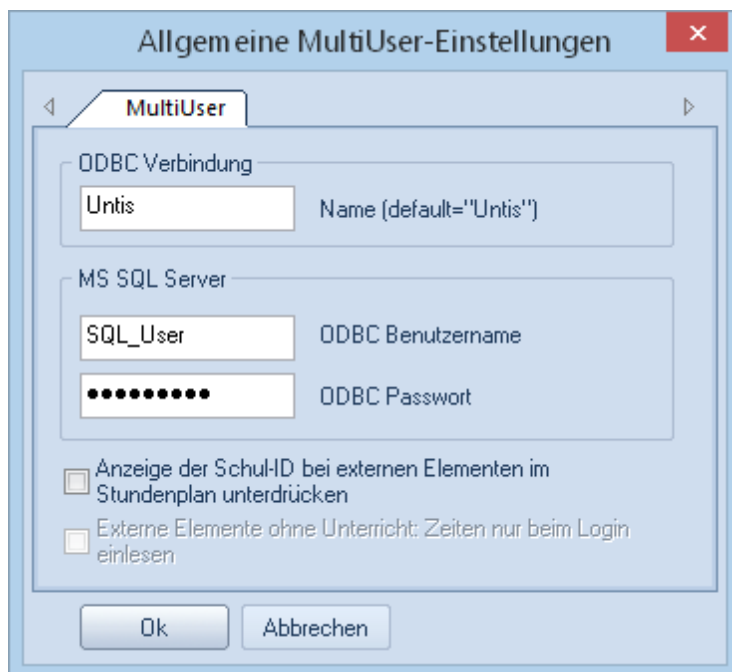 Allgemeine MultiUser-Einstellungen
MultiUser
ODBC Verbindung
Untis Name (default="Untis")
MS SQL Server
SQL_User ODBC Benutzername
●●●●●●●●● ODBC Passwort
Anzeige der Schul-ID bei externen Elementen im
Stundenplan unterdrücken
Externe Elemente ohne Unterricht: Zeiten nur beim Login
einlesen
Ok Abbrechen